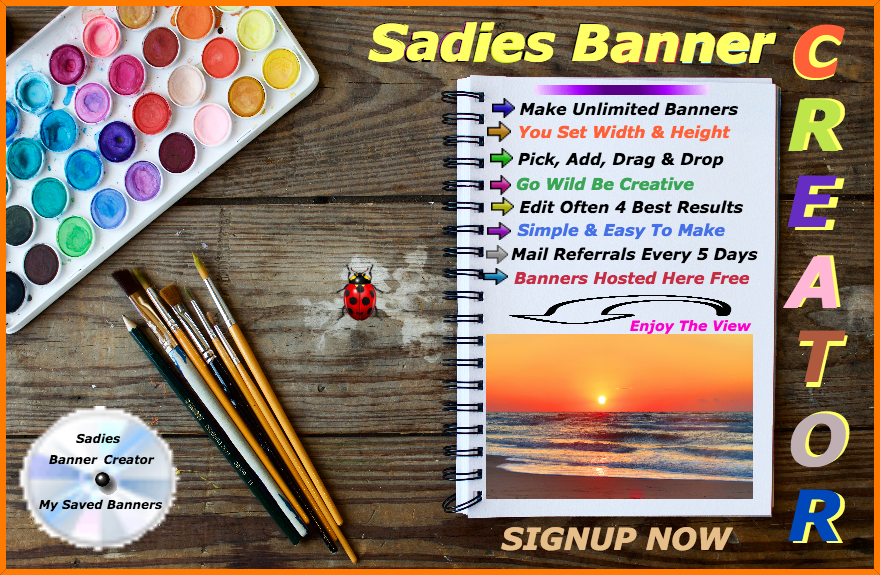 Sadies Banner
CREATOR
Make Unlimited Banners
You Set Width & Height
Pick, Add, Drag & Drop
Go Wild Be Creative
Edit Often 4 Best Results
Simple & Easy To Make
Mail Referrals Every 5 Days
Banners Hosted Here Free
Enjoy The View
Sadies
Banner Creator
My Saved Banners
SIGNUP NOW